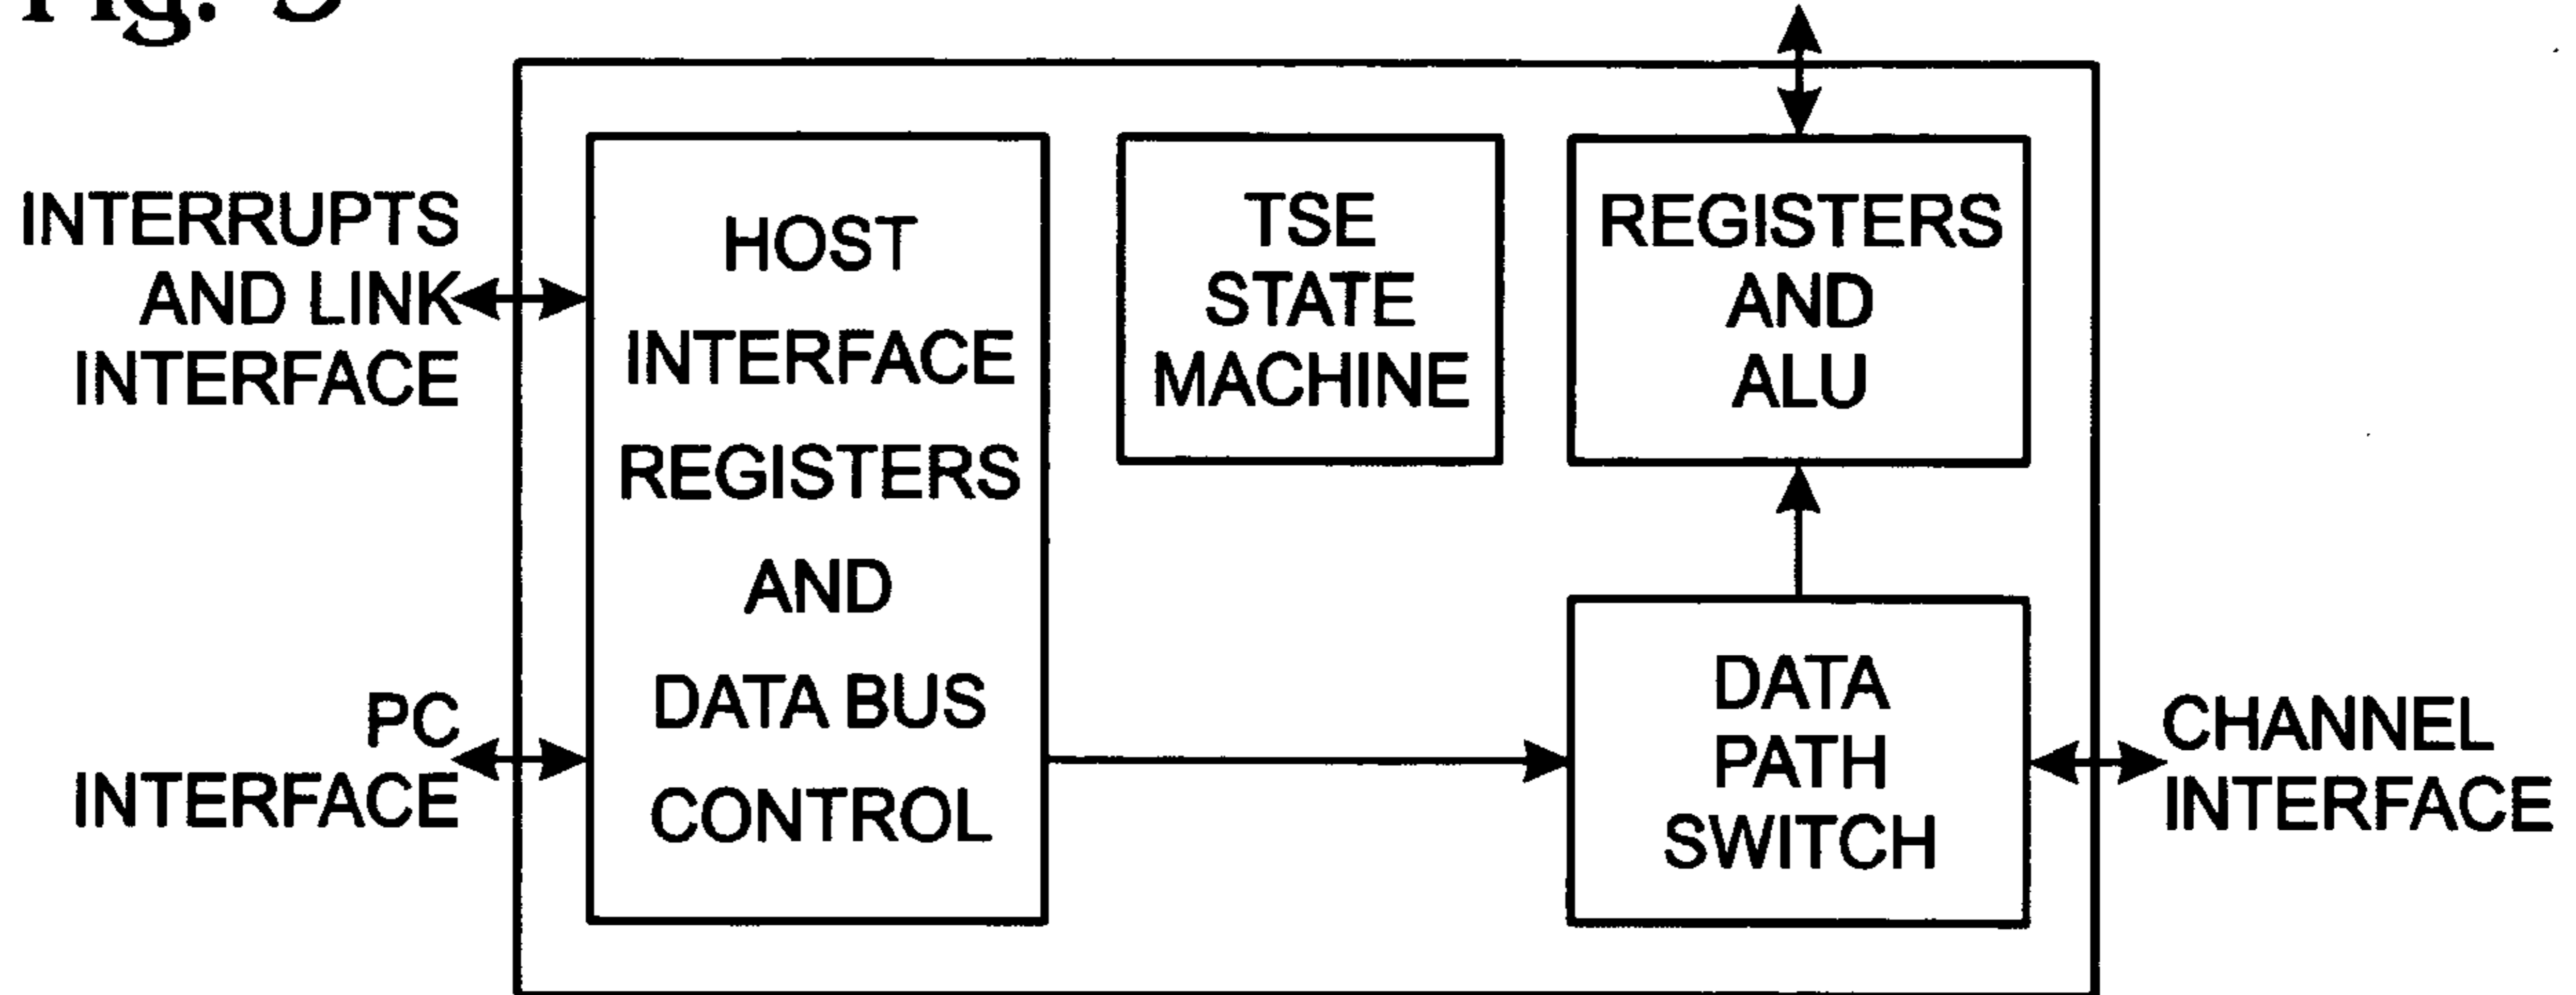 INTERRUPTS
AND LINK
INTERFACE
PC
INTERFACE
HOST
INTERFACE
REGISTERS
AND
DATA BUS
CONTROL
TSE
STATE
MACHINE
REGISTERS
AND
ALU
DATA
PATH
SWITCH
CHANNEL
INTERFACE